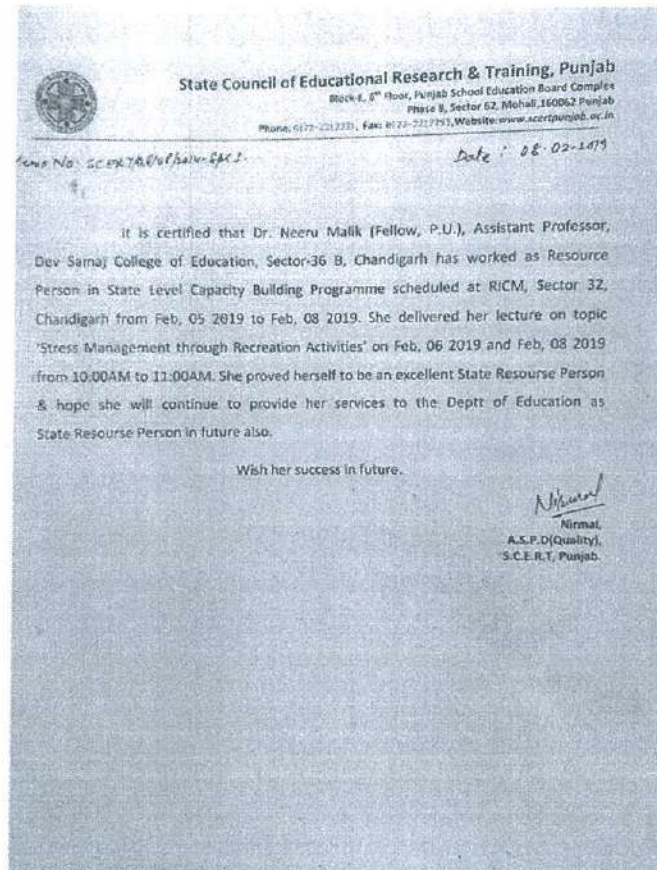 State Council of Educational Research & Training, Punjab
Block-E, 6th Floor, Punjab School Education Board Complex
Phase 8, Sector 62, Mohali,160062 Punjab
Phone: Fax: Website:www.scertpunjab.ac.in
Memo No:
Date : 08-02-2019
It is certified that Dr. Neeru Malik (Fellow, P.U.), Assistant Professor,
Dev Samaj College of Education, Sector-36 B, Chandigarh has worked as Resource
Person in State Level Capacity Building Programme scheduled at RICM, Sector 32,
Chandigarh from Feb, 05 2019 to Feb, 08 2019. She delivered her lecture on topic
'Stress Management through Recreation Activities' on Feb, 06 2019 and Feb, 08 2019
from 10:00AM to 11:00AM. She proved herself to be an excellent State Resourse Person
& hope she will continue to provide her services to the Deptt of Education as
State Resourse Person in future also.
Wish her success in future.
Nirmal
Nirmal,
A.S.P.D(Quality),
S.C.E.R.T, Punjab.